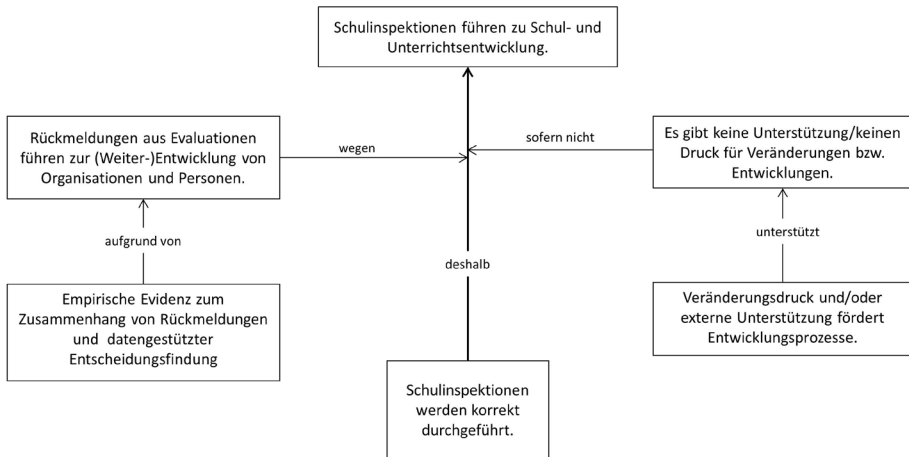 Schulinspektionen führen zu Schul- und
Unterrichtsentwicklung.
Rückmeldungen aus Evaluationen
führen zur (Weiter-)Entwicklung von
Organisationen und Personen.
wegen
sofern nicht
Es gibt keine Unterstützung/keinen
Druck für Veränderungen bzw.
Entwicklungen.
aufgrund von
unterstützt
deshalb
Empirische Evidenz zum
Zusammenhang von Rückmeldungen
und datengestützter
Entscheidungsfindung
Veränderungsdruck und/oder
externe Unterstützung fördert
Entwicklungsprozesse.
Schulinspektionen
werden korrekt
durchgeführt.